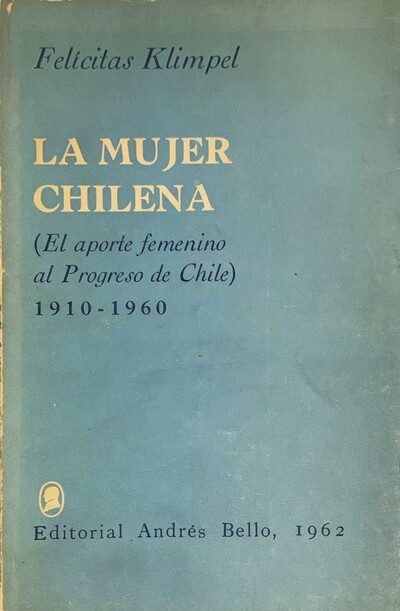 Felícitas Klimpel
LA MUJER
CHILENA
(El aporte femenino
al Progreso de Chile)
1910-1960
Editorial Andrés Bello, 1962